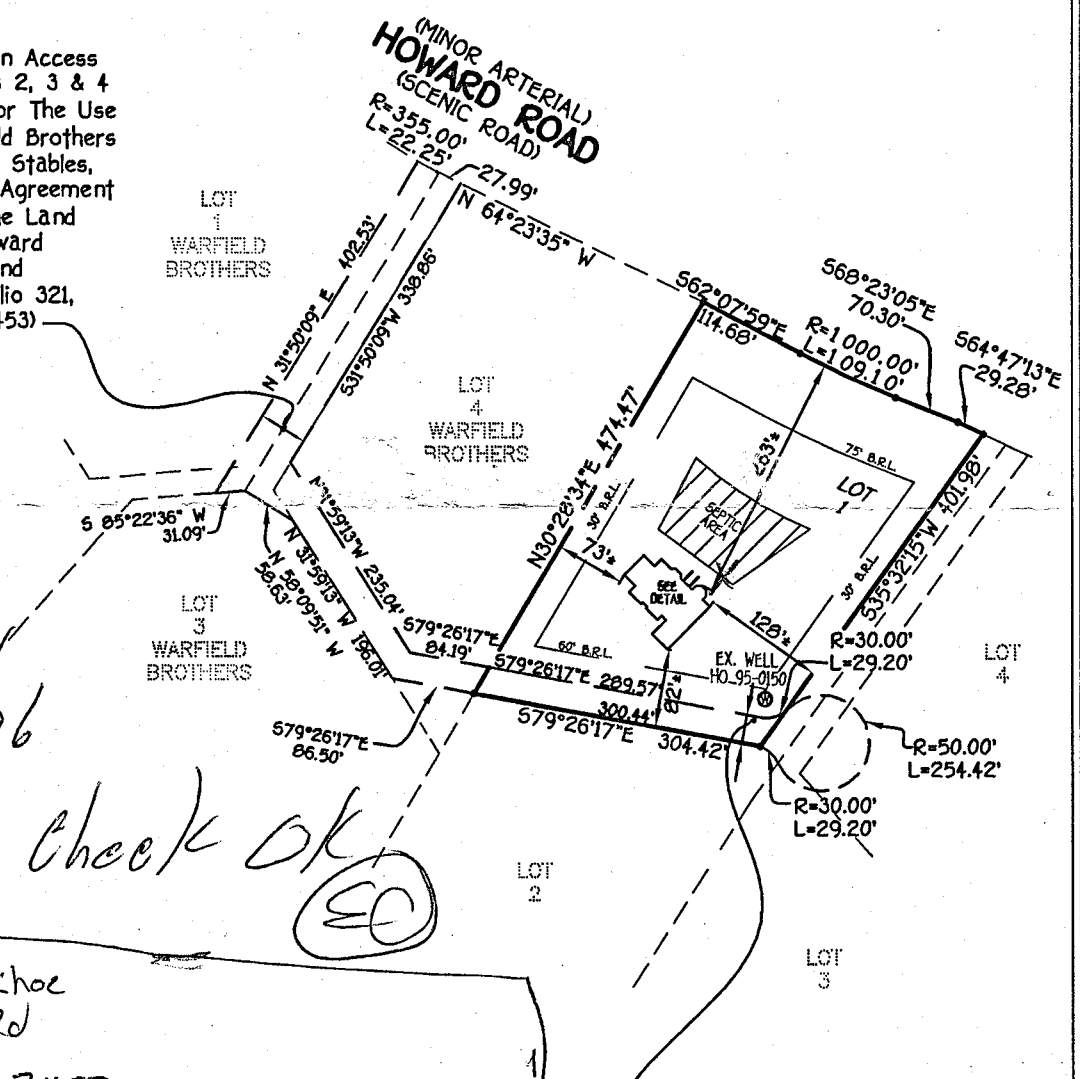 n Access
s 2, 3 & 4
or The Use
ld Brothers
Stables,
Agreement
e Land
ward
nd
lio 321,
453)
(MINOR ARTERIAL)
HOWARD ROAD
(SCENIC ROAD)
R=355.00'
L=22.25'
27.99'
N 64°23'35" W
LOT
1
WARFIELD
BROTHERS
N 31°50'09" E 402.53'
S31°50'09"W 338.86'
S62°07'59"E
114.68'
R=1000.00'
L=109.10'
S68°23'05"E
70.30'
S64°47'13"E
29.28'
LOT
4
WARFIELD
BROTHERS
N30°28'34"E 474.47'
30' B.R.L.
75' B.R.L.
283'±
LOT
1
SEPTIC
AREA
S35°32'15"W 401.98'
30' B.R.L.
73'±
SEE
DETAIL
128'±
60' B.R.L.
EX. WELL
HO_95-0150
W
82'±
R=30.00'
L=29.20'
LOT
4
S 85°22'36" W
31.09'
N 58°09'51" W
58.63'
N 31°59'13" W 196.01'
N 31°59'13"W 235.04'
S79°26'17"E
84.19'
S79°26'17"E 289.57'
300.44'
S79°26'17"E
304.42'
S79°26'17"E
86.50'
LOT
3
WARFIELD
BROTHERS
R=50.00'
L=254.42'
R=30.00'
L=29.20'
Check OK
LOT
2
LOT
3